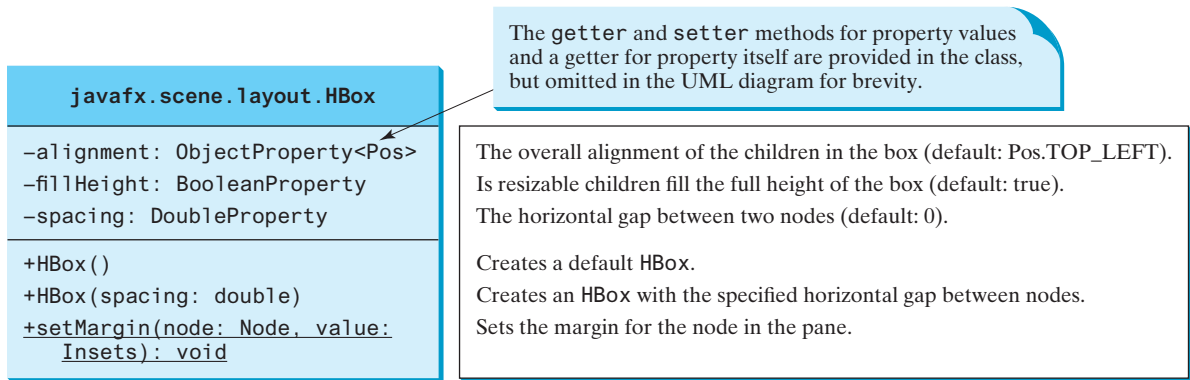 The getter and setter methods for property values
and a getter for property itself are provided in the class,
but omitted in the UML diagram for brevity.
javafx.scene.layout.HBox
–alignment: ObjectProperty<Pos>
The overall alignment of the children in the box (default: Pos.TOP_LEFT).
–fillHeight: BooleanProperty
Is resizable children fill the full height of the box (default: true).
–spacing: DoubleProperty
The horizontal gap between two nodes (default: 0).
+HBox()
Creates a default HBox.
+HBox(spacing: double)
Creates an HBox with the specified horizontal gap between nodes.
+setMargin(node: Node, value:
Sets the margin for the node in the pane.
Insets): void